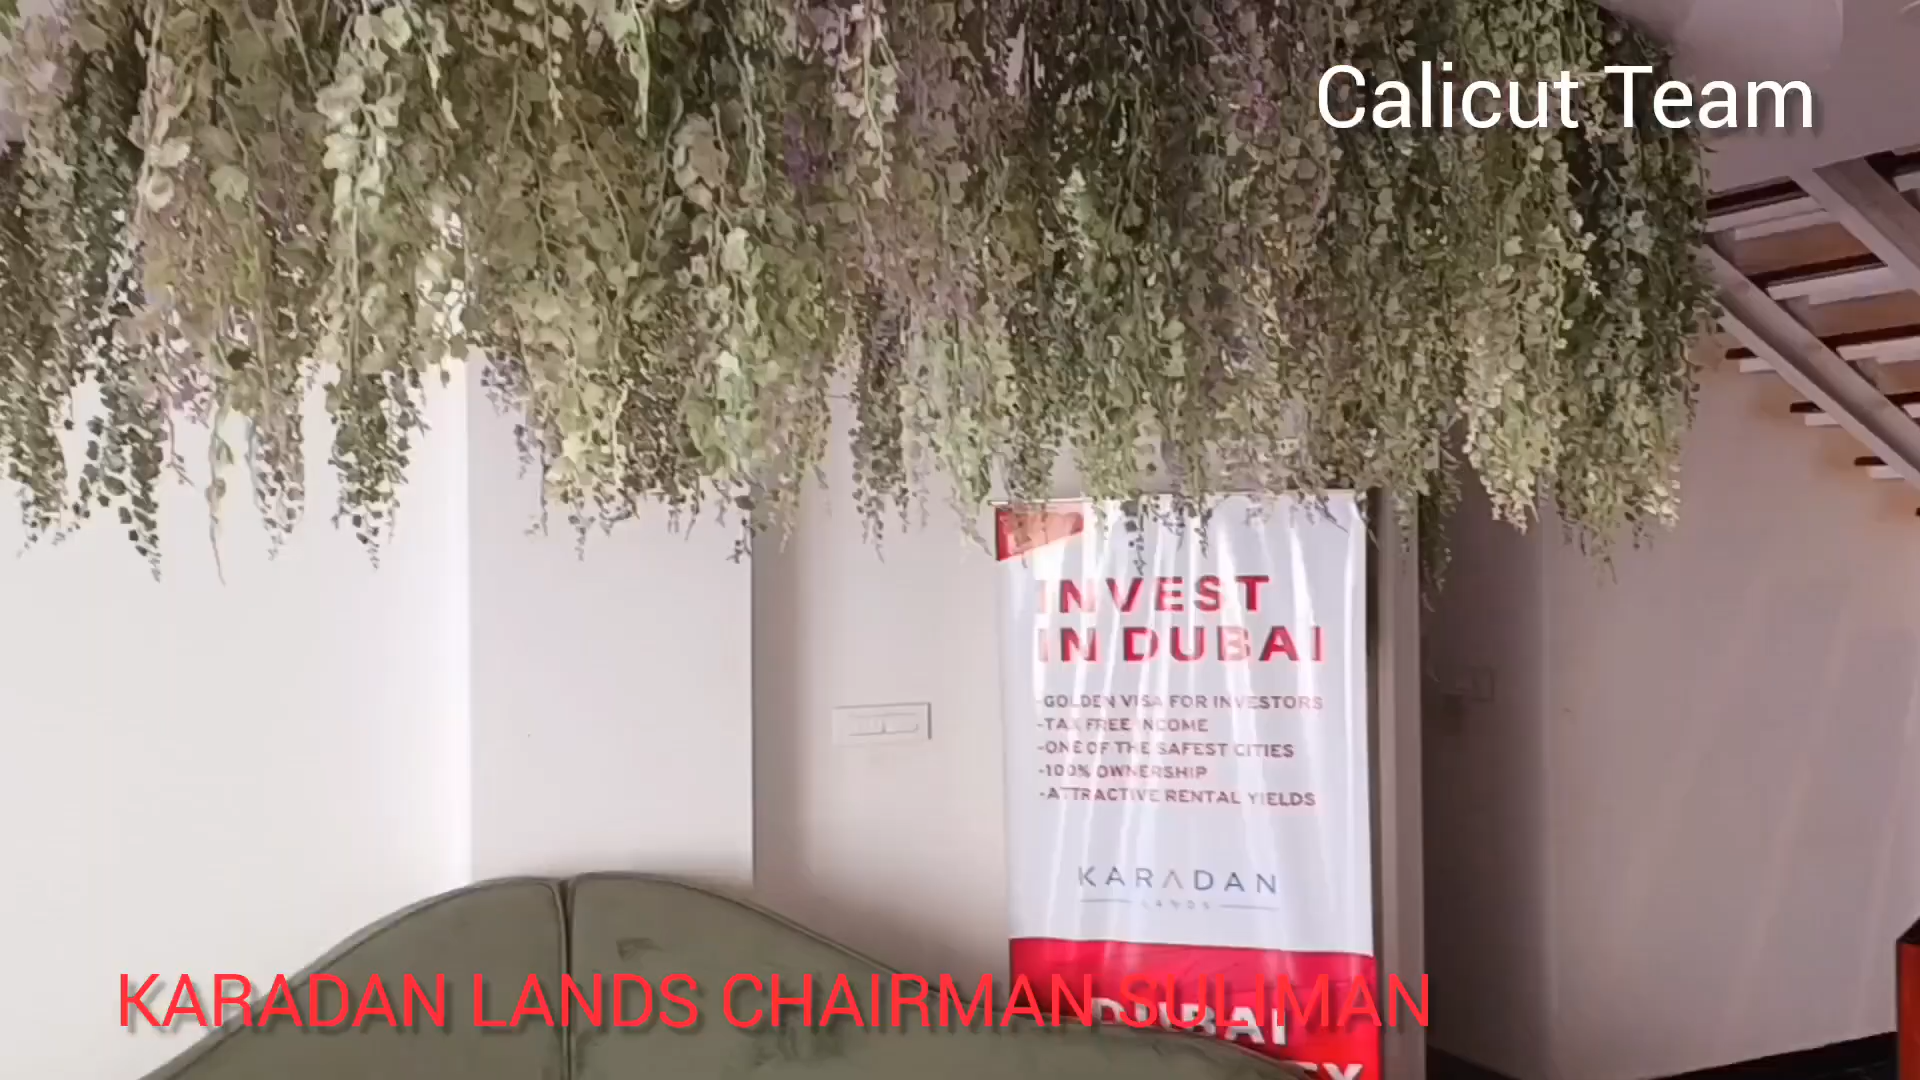 Calicut Team
INVEST
IN DUBAI
-GOLDEN VISA FOR INVESTORS
-TAX FREE INCOME
-ONE OF THE SAFEST CITIES
-100% OWNERSHIP
-ATTRACTIVE RENTAL YIELDS
KARADAN
LANDS
KARADAN LANDS CHAIRMAN SULIMAN
DUBAI